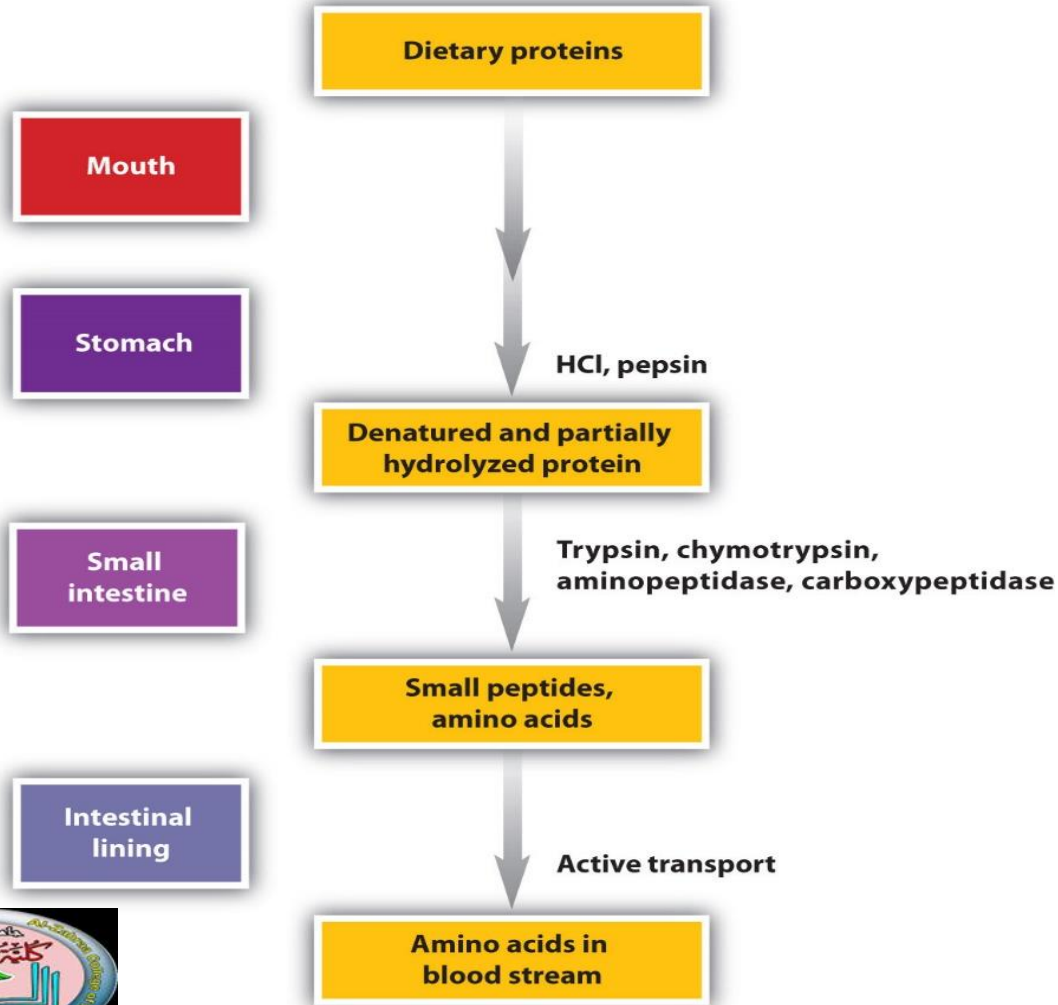 Dietary proteins
Mouth
Stomach
HCl, pepsin
Denatured and partially
hydrolyzed protein
Small
intestine
Trypsin, chymotrypsin,
aminopeptidase, carboxypeptidase
Small peptides,
amino acids
Intestinal
lining
Active transport
Amino acids in
blood stream